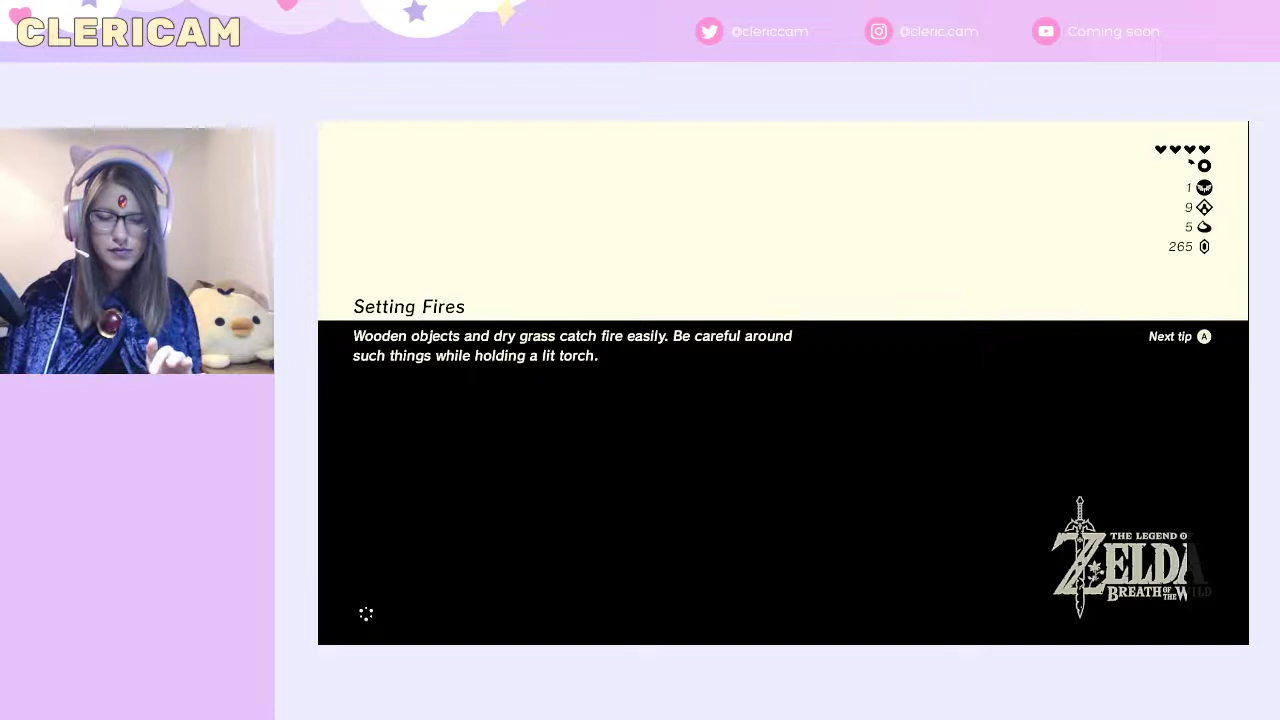 CLERICAM
@clericcam
@cleric.cam
Coming soon
1
9
5
265
Setting Fires
Wooden objects and dry grass catch fire easily. Be careful around
such things while holding a lit torch.
Next tip A
THE LEGEND OF
ZELDA
BREATH OF THE WILD